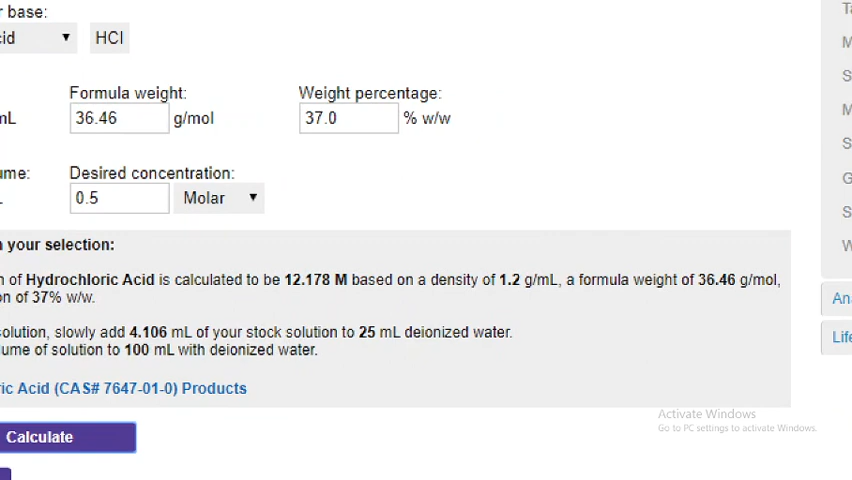 r base:
cid ▼ HCl
Formula weight: Weight percentage:
mL 36.46 g/mol 37.0 % w/w
ume: Desired concentration:
L 0.5 Molar ▼
n your selection:
n of Hydrochloric Acid is calculated to be 12.178 M based on a density of 1.2 g/mL, a formula weight of 36.46 g/mol,
on of 37% w/w.
solution, slowly add 4.106 mL of your stock solution to 25 mL deionized water.
lume of solution to 100 mL with deionized water.
ric Acid (CAS# 7647-01-0) Products
Calculate
Activate Windows
Go to PC settings to activate Windows.
Ta
M
S
M
S
G
S
W
An
Life